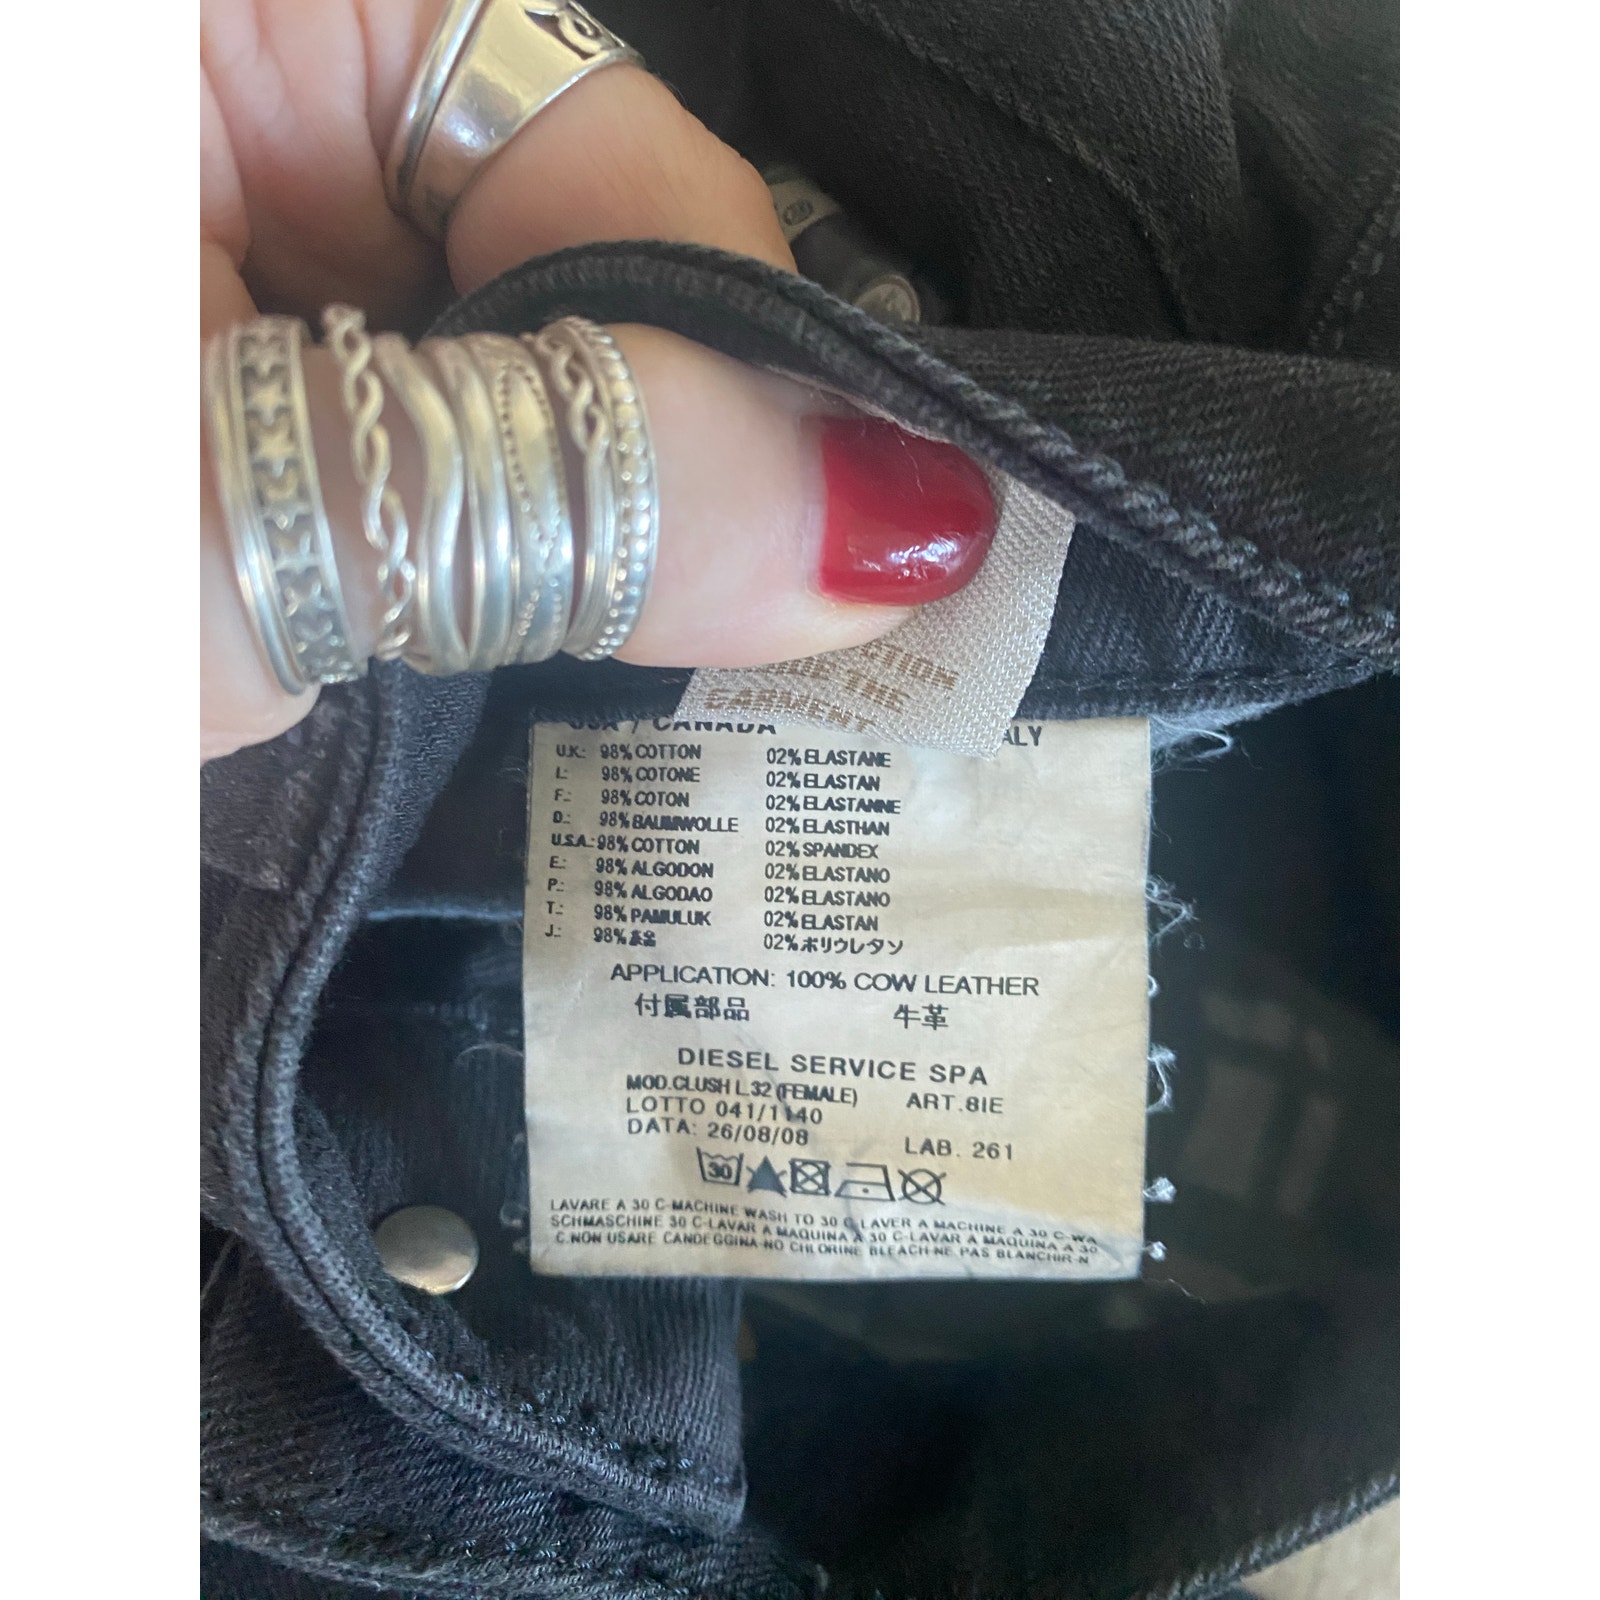 CTION
INSIDE THE
GARMENT
USA / CANADA ALY
U.K.: 98% COTTON 02% ELASTANE
I.: 98% COTONE 02% ELASTAN
F.: 98% COTON 02% ELASTANNE
D.: 98% BAUMWOLLE 02% ELASTHAN
U.S.A.: 98% COTTON 02% SPANDEX
E.: 98% ALGODON 02% ELASTANO
P.: 98% ALGODAO 02% ELASTANO
T.: 98% PAMULUK 02% ELASTAN
J.: 98% 02% ポリウレタン
APPLICATION: 100% COW LEATHER
付属部品 牛革
DIESEL SERVICE SPA
MOD.CLUSH L.32 (FEMALE) ART.8IE
LOTTO 041/1140
DATA: 26/08/08 LAB. 261
30
LAVARE A 30 C-MACHINE WASH TO 30 C-LAVER A MACHINE A 30 C-WA
SCHMASCHINE 30 C-LAVAR A MAQUINA A 30 C-LAVAR A MAQUINA A 30
C.NON USARE CANDEGGINA-NO CHLORINE BLEACH-NE PAS BLANCHIR-N